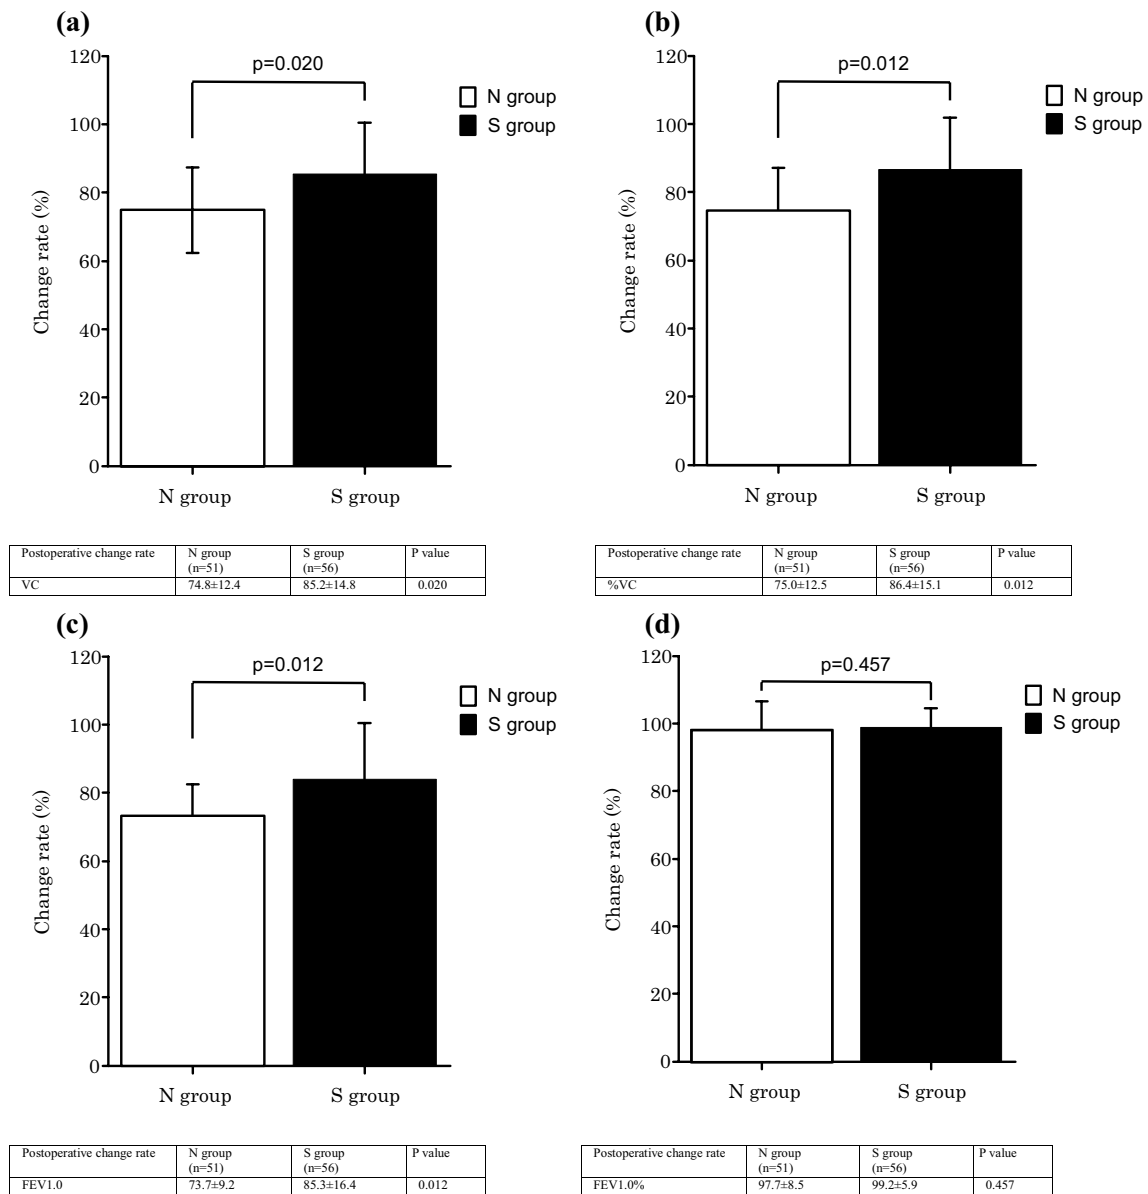 (a)
p=0.020
N group
S group
120
100
80
60
40
20
0
Change rate (%)
N group
S group
Postoperative change rate N group (n=51) S group (n=56) P value
VC 74.8±12.4 85.2±14.8 0.020
(b)
p=0.012
N group
S group
120
100
80
60
40
20
0
Change rate (%)
N group
S group
Postoperative change rate N group (n=51) S group (n=56) P value
%VC 75.0±12.5 86.4±15.1 0.012
(c)
p=0.012
N group
S group
120
100
80
60
40
20
0
Change rate (%)
N group
S group
Postoperative change rate N group (n=51) S group (n=56) P value
FEV1.0 73.7±9.2 85.3±16.4 0.012
(d)
p=0.457
N group
S group
120
100
80
60
40
20
0
Change rate (%)
N group
S group
Postoperative change rate N group (n=51) S group (n=56) P value
FEV1.0% 97.7±8.5 99.2±5.9 0.457